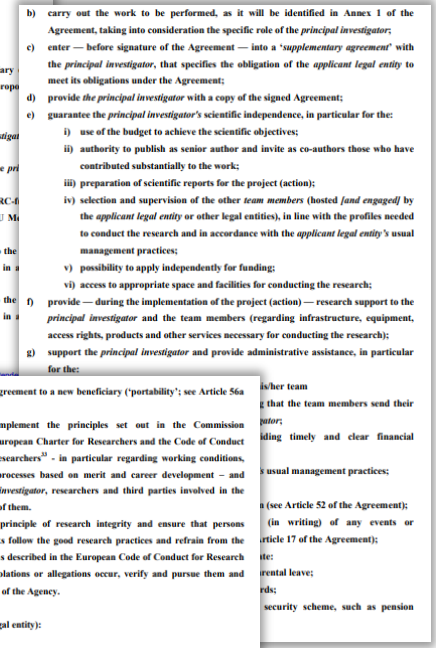 b) carry out the work to be performed, as it will be identified in Annex 1 of the
Agreement, taking into consideration the specific role of the principal investigator;
c) enter — before signature of the Agreement — into a ‘supplementary agreement’ with
the principal investigator, that specifies the obligation of the applicant legal entity to
meet its obligations under the Agreement;
d) provide the principal investigator with a copy of the signed Agreement;
e) guarantee the principal investigator's scientific independence, in particular for the:
i) use of the budget to achieve the scientific objectives;
ii) authority to publish as senior author and invite as co-authors those who have
contributed substantially to the work;
iii) preparation of scientific reports for the project (action);
iv) selection and supervision of the other team members (hosted [and engaged] by
the applicant legal entity or other legal entities), in line with the profiles needed
to conduct the research and in accordance with the applicant legal entity's usual
management practices;
v) possibility to apply independently for funding;
vi) access to appropriate space and facilities for conducting the research;
f) provide — during the implementation of the project (action) — research support to the
principal investigator and the team members (regarding infrastructure, equipment,
access rights, products and other services necessary for conducting the research);
g) support the principal investigator and provide administrative assistance, in particular
for the:
is/her team
that the team members send their
ator;
iding timely and clear financial
s usual management practices;
(see Article 52 of the Agreement);
(in writing) of any events or
rticle 17 of the Agreement);
te:
rental leave;
rds;
security scheme, such as pension
greement to a new beneficiary (‘portability’; see Article 56a
mplement the principles set out in the Commission
uropean Charter for Researchers and the Code of Conduct
esearchers33 - in particular regarding working conditions,
rocesses based on merit and career development – and
investigator, researchers and third parties involved in the
of them.
principle of research integrity and ensure that persons
s follow the good research practices and refrain from the
s described in the European Code of Conduct for Research
olations or allegations occur, verify and pursue them and
of the Agency.
gal entity):
ary
ropo
stigat
e pri
RC-f
the
in a
the
in a